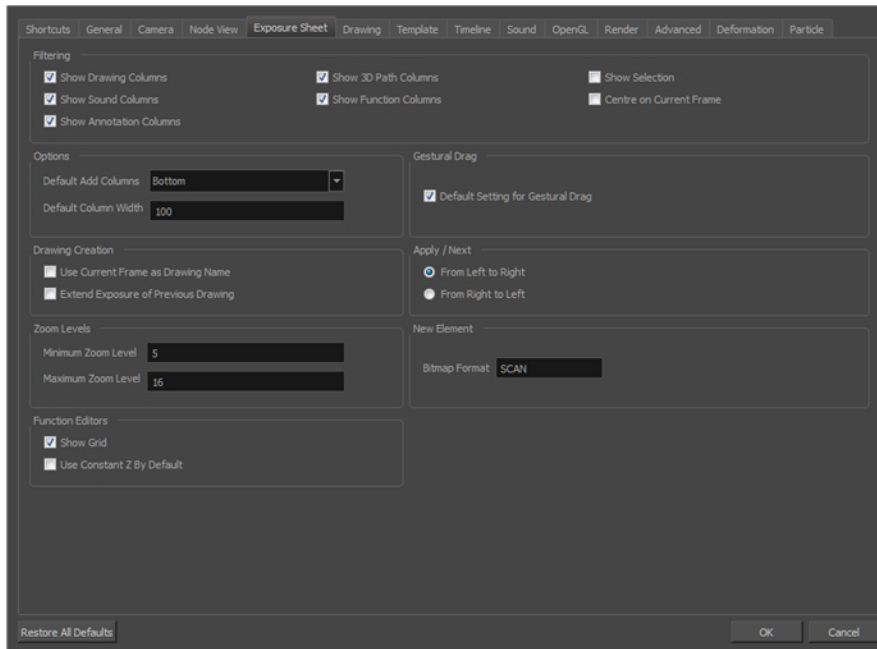 Shortcuts General Camera Node View Exposure Sheet Drawing Template Timeline Sound OpenGL Render Advanced Deformation Particle
Filtering
Show Drawing Columns Show 3D Path Columns Show Selection
Show Sound Columns Show Function Columns Centre on Current Frame
Show Annotation Columns
Options Gestural Drag
Default Add Columns Bottom
Default Setting for Gestural Drag
Default Column Width 100
Drawing Creation Apply / Next
Use Current Frame as Drawing Name From Left to Right
Extend Exposure of Previous Drawing From Right to Left
Zoom Levels New Element
Minimum Zoom Level 5
Bitmap Format SCAN
Maximum Zoom Level 16
Function Editors
Show Grid
Use Constant Z By Default
Restore All Defaults OK Cancel